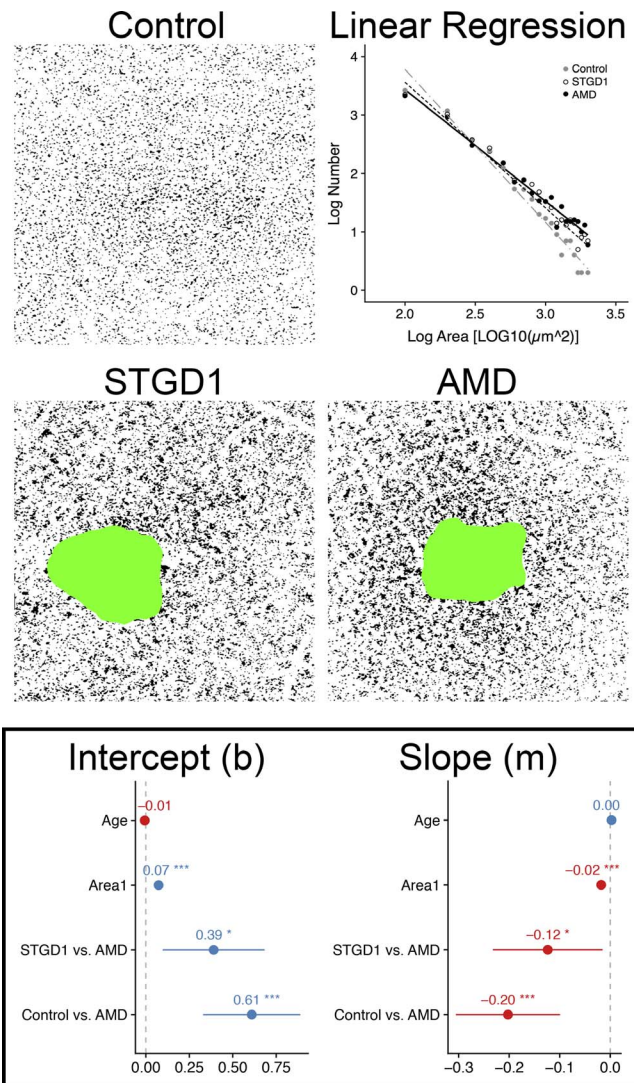 Control
Linear Regression
4
3
2
1
0
Log Number
Control
STGD1
AMD
2.0 2.5 3.0 3.5
Log Area [LOG10(µm^2)]
STGD1
AMD
Intercept (b)
Age
Area1
STGD1 vs. AMD
Control vs. AMD
−0.01
0.07 ***
0.39 *
0.61 ***
0.00 0.25 0.50 0.75
Slope (m)
Age
Area1
STGD1 vs. AMD
Control vs. AMD
0.00
−0.02 ***
−0.12 *
−0.20 ***
−0.3 −0.2 −0.1 0.0